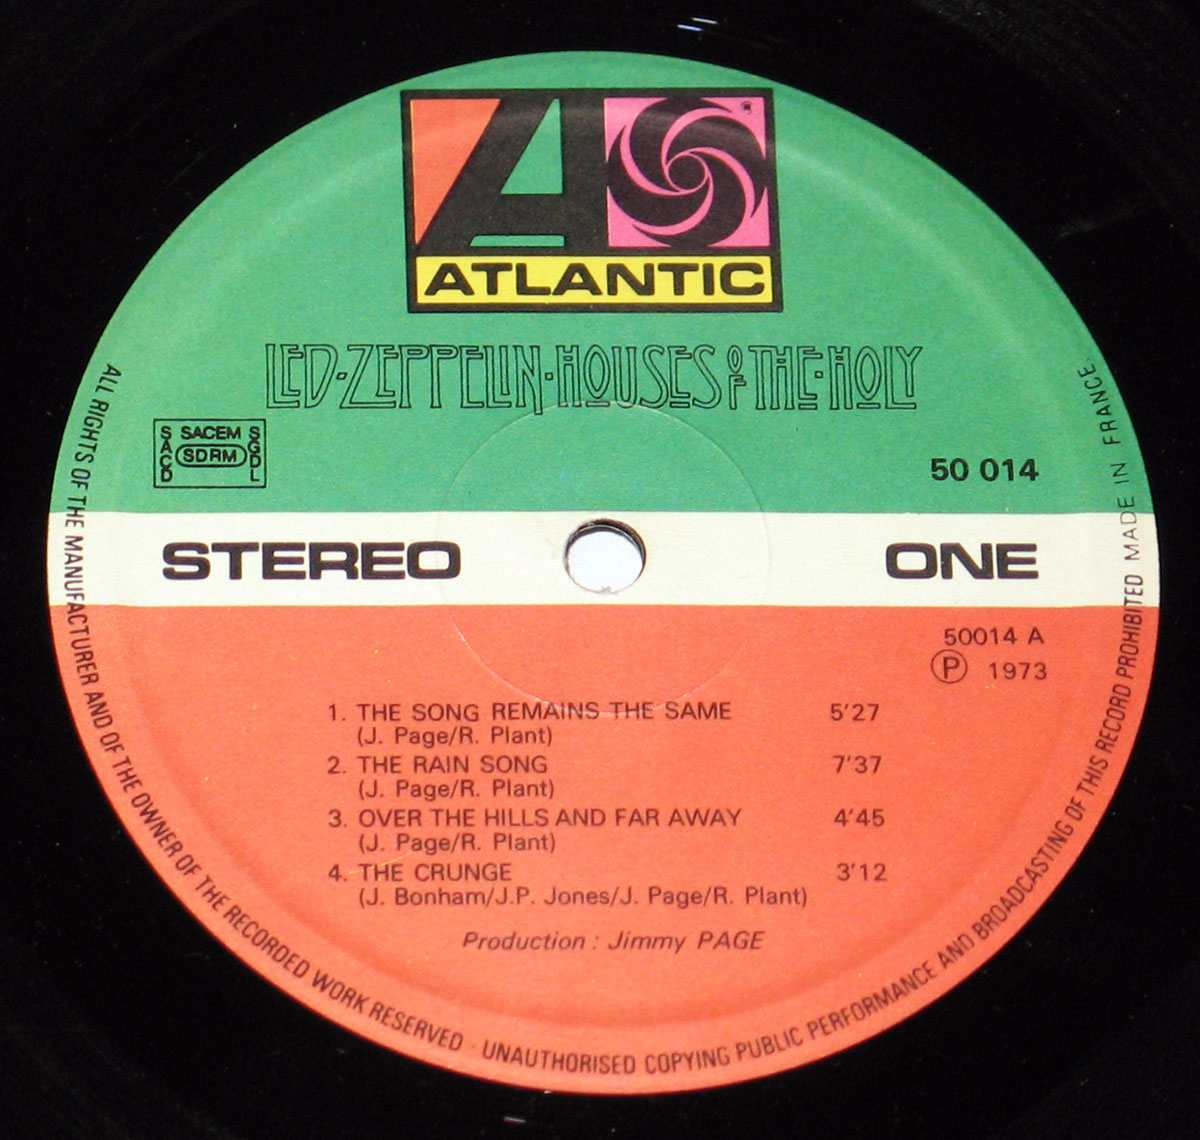 ATLANTIC
LED·ZEPPELIN·HOUSES OF THE·HOLY
SACD SACEM SGDL
SDRM
50 014
STEREO ONE
50014 A
Ⓟ 1973
1. THE SONG REMAINS THE SAME 5'27
(J. Page/R. Plant)
2. THE RAIN SONG 7'37
(J. Page/R. Plant)
3. OVER THE HILLS AND FAR AWAY 4'45
(J. Page/R. Plant)
4. THE CRUNGE 3'12
(J. Bonham/J.P. Jones/J. Page/R. Plant)
Production : Jimmy PAGE
ALL RIGHTS OF THE MANUFACTURER AND OF THE OWNER OF THE RECORDED WORK RESERVED · UNAUTHORISED COPYING PUBLIC PERFORMANCE AND BROADCASTING OF THIS RECORD PROHIBITED MADE IN FRANCE·